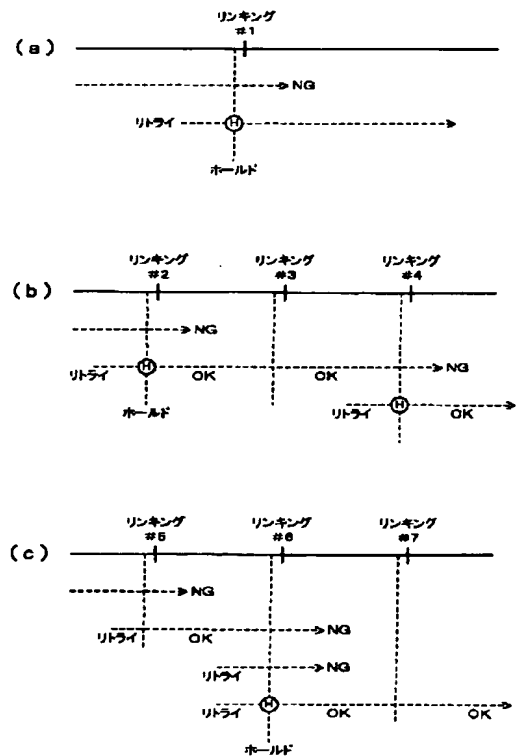 リンキング
#1
(a)
NG
リトライ H
ホールド
リンキング リンキング リンキング
#2 #3 #4
(b)
NG
リトライ H OK OK NG
ホールド リトライ H OK
リンキング リンキング リンキング
#5 #6 #7
(c)
NG
リトライ OK NG
リトライ NG
リトライ H OK OK
ホールド